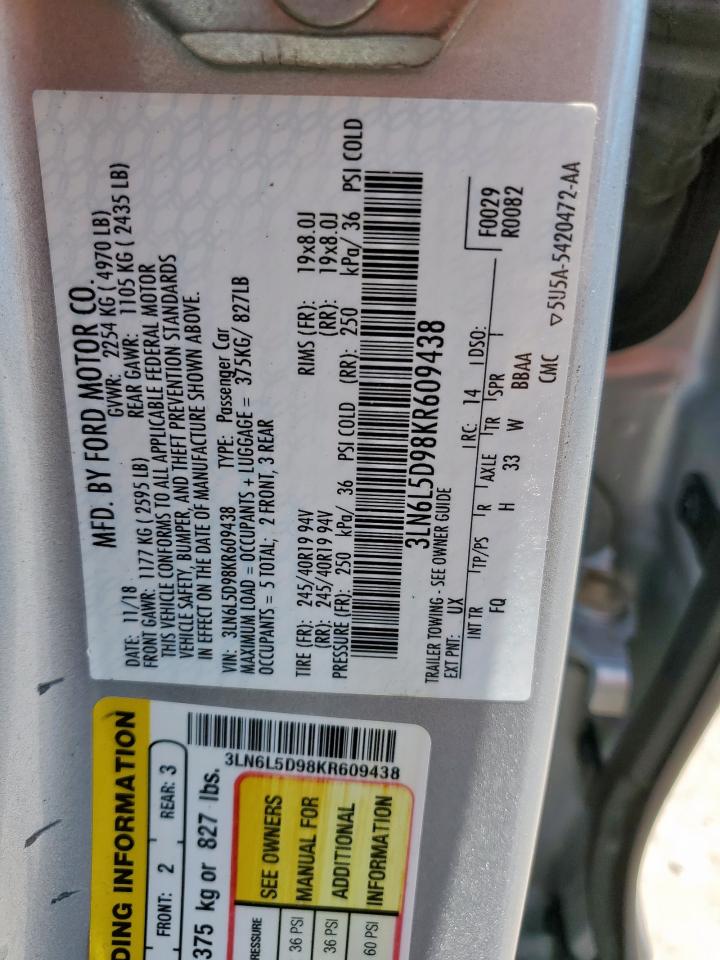 MFD. BY FORD MOTOR CO.
DATE: 11/18 GVWR: 2254 KG ( 4970 LB)
FRONT GAWR: 1177 KG ( 2595 LB) REAR GAWR: 1105 KG ( 2435 LB)
THIS VEHICLE CONFORMS TO ALL APPLICABLE FEDERAL MOTOR
VEHICLE SAFETY, BUMPER, AND THEFT PREVENTION STANDARDS
IN EFFECT ON THE DATE OF MANUFACTURE SHOWN ABOVE.
VIN: 3LN6L5D98KR609438 TYPE: Passenger Car
MAXIMUM LOAD = OCCUPANTS + LUGGAGE = 375KG/ 827LB
OCCUPANTS = 5 TOTAL; 2 FRONT, 3 REAR
TIRE (FR): 245/40R19 94V RIMS (FR): 19x8.0J
(RR): 245/40R19 94V (RR): 19x8.0J
PRESSURE (FR): 250 kPa/ 36 PSI COLD (RR): 250 kPa/ 36 PSI COLD
3LN6L5D98KR609438
TRAILER TOWING - SEE OWNER GUIDE
EXT PNT: UX RC: 14 DSO: F0029
R0082
INT TR TP/PS R AXLE TR SPR
FQ H 33 W BBAA
CMC
▽5U5A-5420472-AA
DING INFORMATION
FRONT: 2 REAR: 3
375 kg or 827 lbs.
3LN6L5D98KR609438
SEE OWNERS
MANUAL FOR
ADDITIONAL
INFORMATION
RESSURE
36 PSI
36 PSI
60 PSI